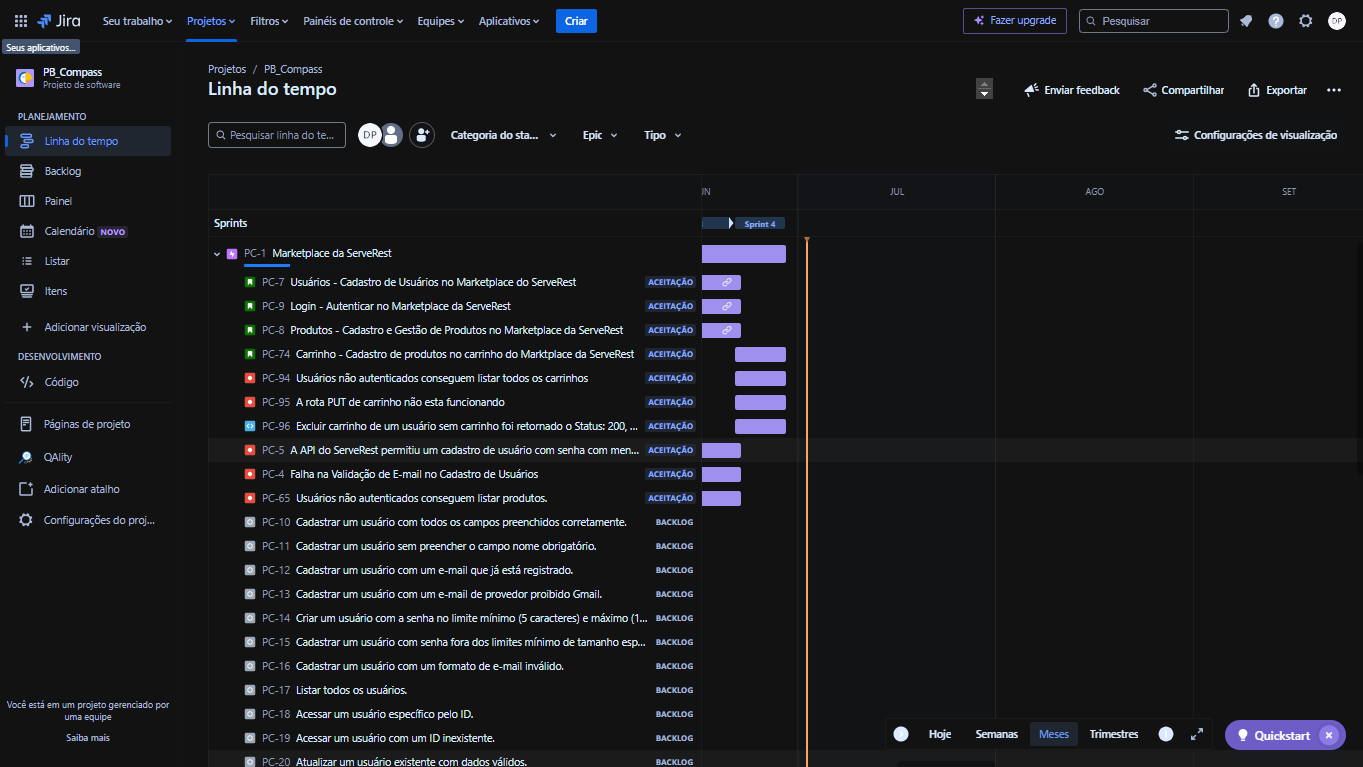 Jira
Seu trabalho
Projetos
Filtros
Painéis de controle
Equipes
Aplicativos
Criar
Fazer upgrade
Pesquisar
DP
Seus aplicativos...
PB_Compass
Projeto de software
PLANEJAMENTO
Linha do tempo
Backlog
Painel
Calendário NOVO
Listar
Itens
Adicionar visualização
DESENVOLVIMENTO
Código
Páginas de projeto
QAlity
Adicionar atalho
Configurações do proj...
Você está em um projeto gerenciado por
uma equipe
Saiba mais
Projetos / PB_Compass
Linha do tempo
Enviar feedback
Compartilhar
Exportar
Pesquisar linha do te...
DP
Categoria do sta...
Epic
Tipo
Configurações de visualização
UN JUL AGO SET
Sprints
Sprint 4
PC-1 Marketplace da ServeRest
PC-7 Usuários - Cadastro de Usuários no Marketplace do ServeRest ACEITAÇÃO
PC-9 Login - Autenticar no Marketplace da ServeRest ACEITAÇÃO
PC-8 Produtos - Cadastro e Gestão de Produtos no Marketplace da ServeRest ACEITAÇÃO
PC-74 Carrinho - Cadastro de produtos no carrinho do Marktplace da ServeRest ACEITAÇÃO
PC-94 Usuários não autenticados conseguem listar todos os carrinhos ACEITAÇÃO
PC-95 A rota PUT de carrinho não esta funcionando ACEITAÇÃO
PC-96 Excluir carrinho de um usuário sem carrinho foi retornado o Status: 200, ... ACEITAÇÃO
PC-5 A API do ServeRest permitiu um cadastro de usuário com senha com men... ACEITAÇÃO
PC-4 Falha na Validação de E-mail no Cadastro de Usuários ACEITAÇÃO
PC-65 Usuários não autenticados conseguem listar produtos. ACEITAÇÃO
PC-10 Cadastrar um usuário com todos os campos preenchidos corretamente. BACKLOG
PC-11 Cadastrar um usuário sem preencher o campo nome obrigatório. BACKLOG
PC-12 Cadastrar um usuário com um e-mail que já está registrado. BACKLOG
PC-13 Cadastrar um usuário com um e-mail de provedor proibido Gmail. BACKLOG
PC-14 Criar um usuário com a senha no limite mínimo (5 caracteres) e máximo (1... BACKLOG
PC-15 Cadastrar um usuário com senha fora dos limites mínimo de tamanho esp... BACKLOG
PC-16 Cadastrar um usuário com um formato de e-mail inválido. BACKLOG
PC-17 Listar todos os usuários. BACKLOG
PC-18 Acessar um usuário específico pelo ID. BACKLOG
PC-19 Acessar um usuário com um ID inexistente. BACKLOG
PC-20 Atualizar um usuário existente com dados válidos. BACKLOG
Hoje
Semanas
Meses
Trimestres
Quickstart